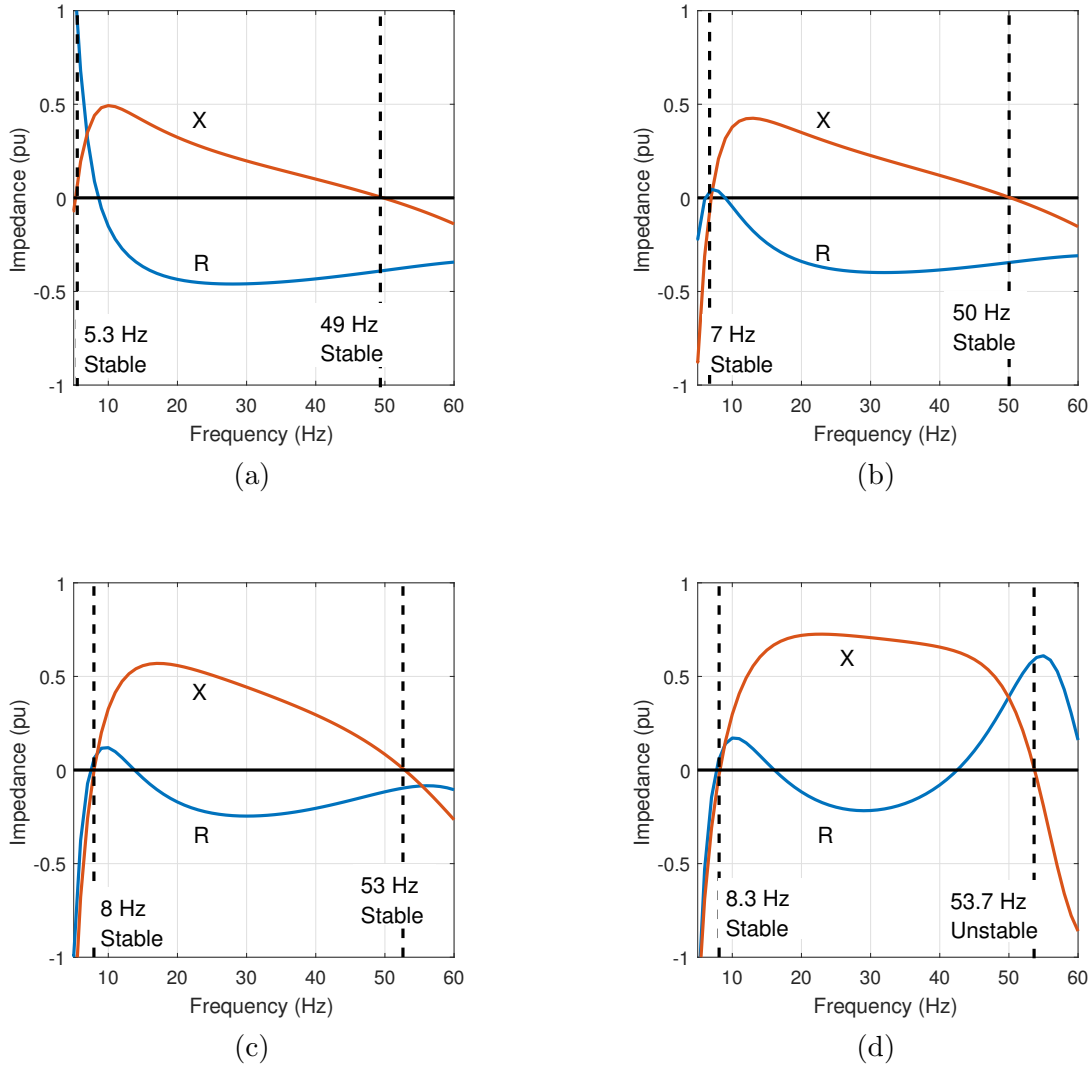 1
0.5
0
-0.5
-1
Impedance (pu)
X
R
5.3 Hz
Stable
49 Hz
Stable
10 20 30 40 50 60
Frequency (Hz)
(a)
1
0.5
0
-0.5
-1
Impedance (pu)
X
R
7 Hz
Stable
50 Hz
Stable
10 20 30 40 50 60
Frequency (Hz)
(b)
1
0.5
0
-0.5
-1
Impedance (pu)
X
R
8 Hz
Stable
53 Hz
Stable
10 20 30 40 50 60
Frequency (Hz)
(c)
1
0.5
0
-0.5
-1
Impedance (pu)
X
R
8.3 Hz
Stable
53.7 Hz
Unstable
10 20 30 40 50 60
Frequency (Hz)
(d)